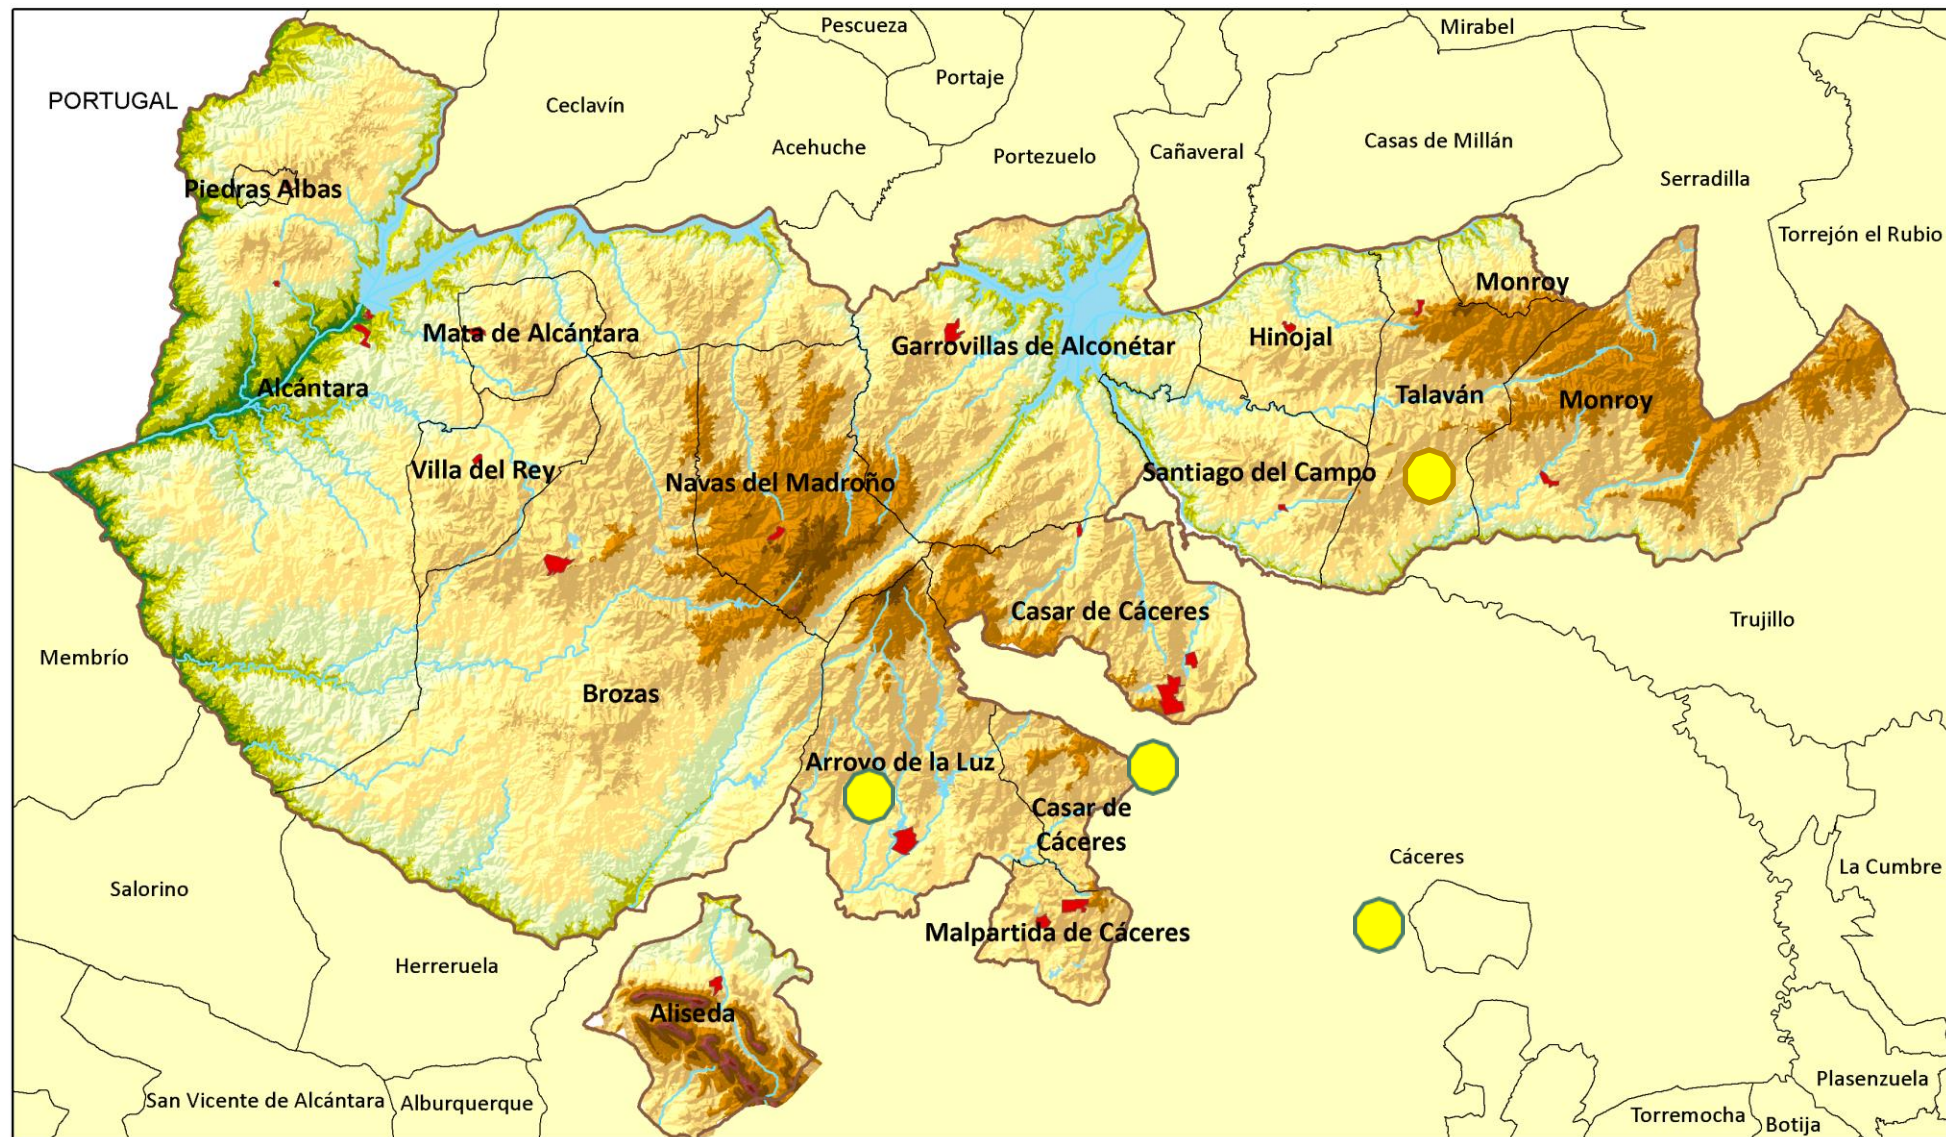 Pescueza
Mirabel
Portaje
PORTUGAL
Ceclavín
Acehuche
Portezuelo
Cañaveral
Casas de Millán
Serradilla
Piedras Albas
Torrejón el Rubio
Monroy
Mata de Alcántara
Garrovillas de Alconétar
Hinojal
Alcántara
Talaván
Monroy
Villa del Rey
Navas del Madroño
Santiago del Campo
Casar de Cáceres
Trujillo
Membrío
Brozas
Arroyo de la Luz
Casar de
Cáceres
Cáceres
La Cumbre
Salorino
Malpartida de Cáceres
Herreruela
Aliseda
Plasenzuela
San Vicente de Alcántara
Alburquerque
Torremocha
Botija